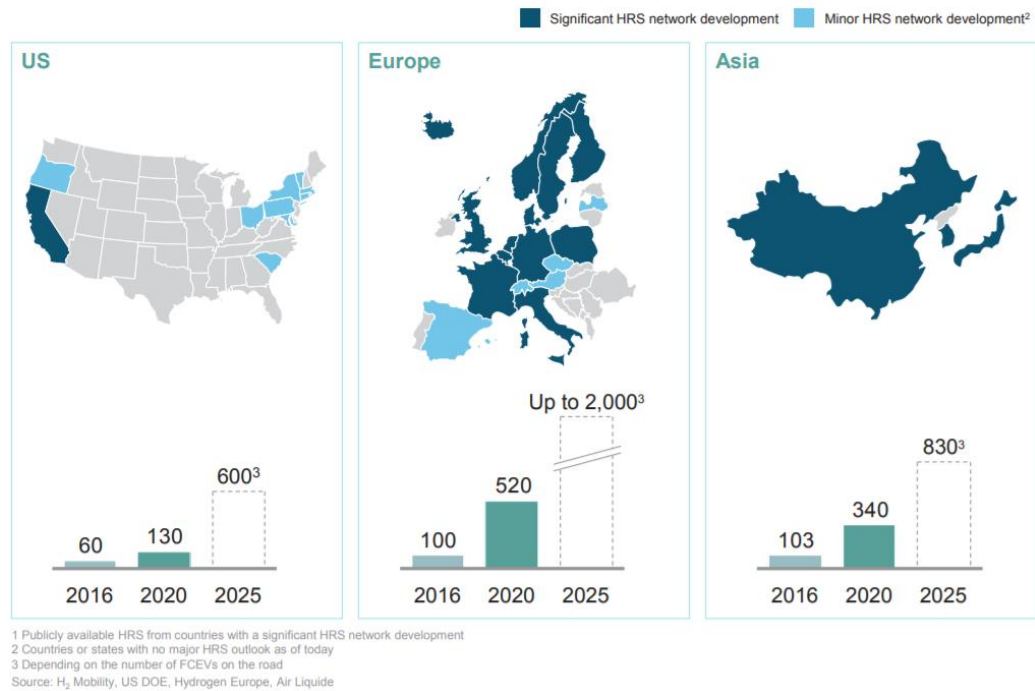 Significant HRS network development
Minor HRS network development²
US
Europe
Asia
60
130
600³
2016
2020
2025
100
520
Up to 2,000³
2016
2020
2025
103
340
830³
2016
2020
2025
1 Publicly available HRS from countries with a significant HRS network development
2 Countries or states with no major HRS outlook as of today
3 Depending on the number of FCEVs on the road
Source: H₂ Mobility, US DOE, Hydrogen Europe, Air Liquide